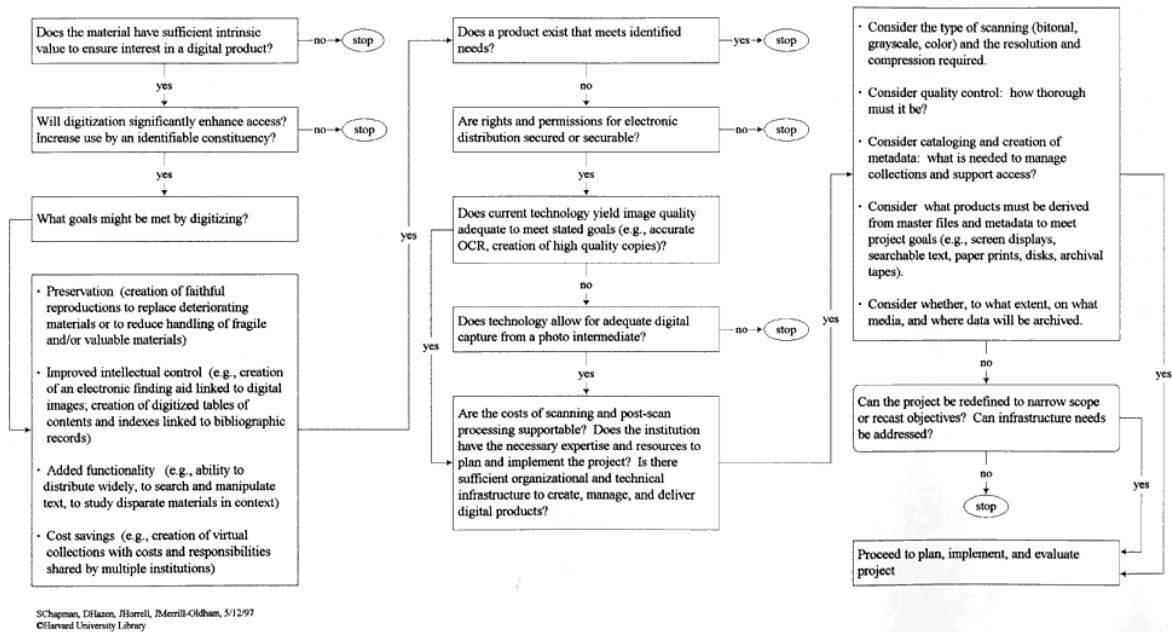 Does the material have sufficient intrinsic
value to ensure interest in a digital product?
no
stop
yes
Will digitization significantly enhance access?
Increase use by an identifiable constituency?
no
stop
yes
What goals might be met by digitizing?
· Preservation (creation of faithful
reproductions to replace deteriorating
materials or to reduce handling of fragile
and/or valuable materials)
· Improved intellectual control (e.g., creation
of an electronic finding aid linked to digital
images; creation of digitized tables of
contents and indexes linked to bibliographic
records)
· Added functionality (e.g., ability to
distribute widely, to search and manipulate
text, to study disparate materials in context)
· Cost savings (e.g., creation of virtual
collections with costs and responsibilities
shared by multiple institutions)
yes
Does a product exist that meets identified
needs?
yes
stop
no
Are rights and permissions for electronic
distribution secured or securable?
no
stop
yes
Does current technology yield image quality
adequate to meet stated goals (e.g., accurate
OCR, creation of high quality copies)?
yes
no
Does technology allow for adequate digital
capture from a photo intermediate?
no
stop
yes
Are the costs of scanning and post-scan
processing supportable? Does the institution
have the necessary expertise and resources to
plan and implement the project? Is there
sufficient organizational and technical
infrastructure to create, manage, and deliver
digital products?
yes
· Consider the type of scanning (bitonal,
grayscale, color) and the resolution and
compression required.
· Consider quality control: how thorough
must it be?
· Consider cataloging and creation of
metadata: what is needed to manage
collections and support access?
· Consider what products must be derived
from master files and metadata to meet
project goals (e.g., screen displays,
searchable text, paper prints, disks, archival
tapes).
· Consider whether, to what extent, on what
media, and where data will be archived.
yes
no
Can the project be redefined to narrow scope
or recast objectives? Can infrastructure needs
be addressed?
yes
no
stop
Proceed to plan, implement, and evaluate
project
SChapman, DHazen, JHorrell, JMerrill-Oldham, 5/12/97
©Harvard University Library